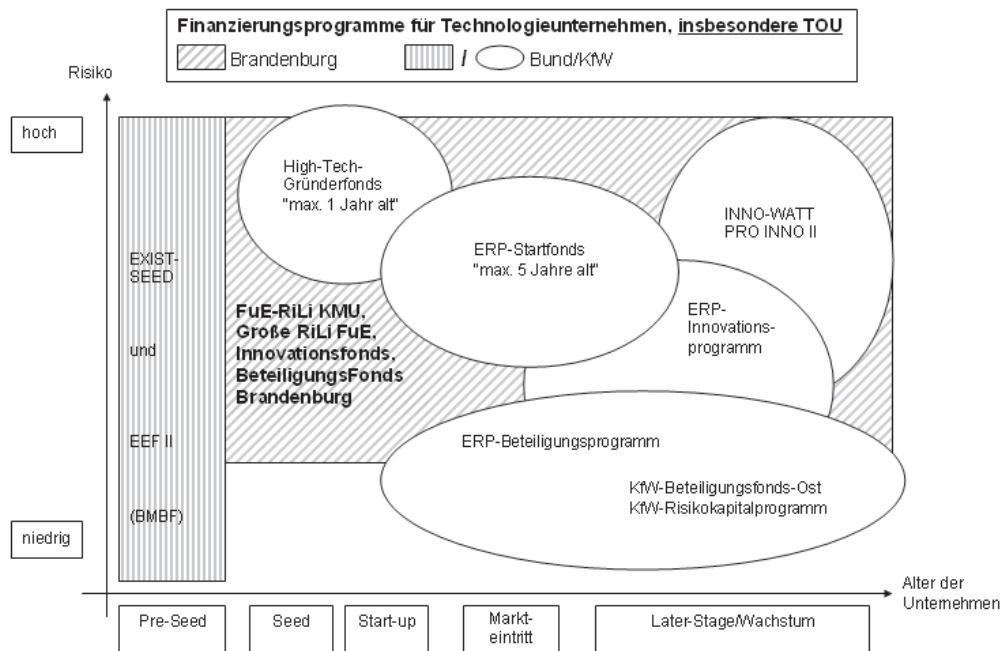 Finanzierungsprogramme für Technologieunternehmen, insbesondere TOU
Brandenburg
/
Bund/KfW
Risiko
hoch
niedrig
High-Tech-
Gründerfonds
"max. 1 Jahr alt"
INNO-WATT
PRO INNO II
ERP-Startfonds
"max. 5 Jahre alt"
EXIST-
SEED
und
EEF II
(BMBF)
FuE-RiLi KMU,
Große RiLi FuE,
Innovationsfonds,
BeteiligungsFonds
Brandenburg
ERP-
Innovations-
programm
ERP-Beteiligungsprogramm
KfW-Beteiligungsfonds-Ost
KfW-Risikokapitalprogramm
Alter der
Unternehmen
Pre-Seed
Seed
Start-up
Markt-
eintritt
Later-Stage/Wachstum